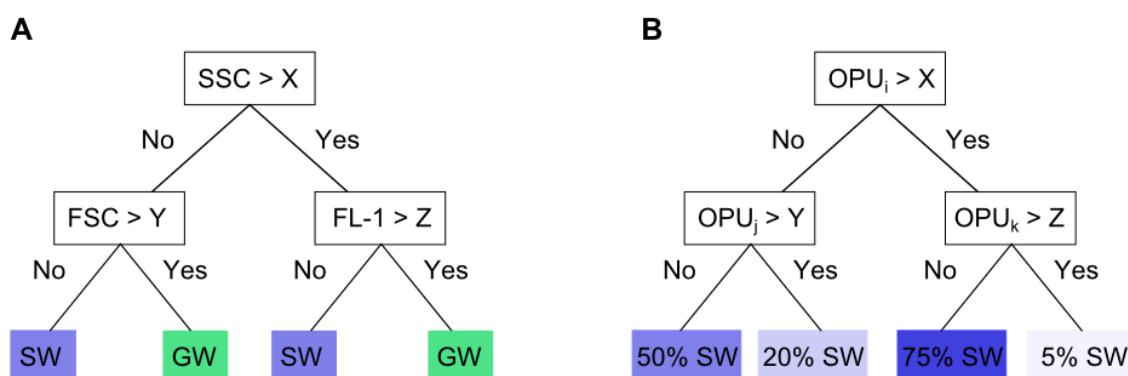 A
SSC > X
No
Yes
FSC > Y
FL-1 > Z
No
Yes
No
Yes
SW
GW
SW
GW
B
OPUi > X
No
Yes
OPUj > Y
OPUk > Z
No
Yes
No
Yes
50% SW
20% SW
75% SW
5% SW